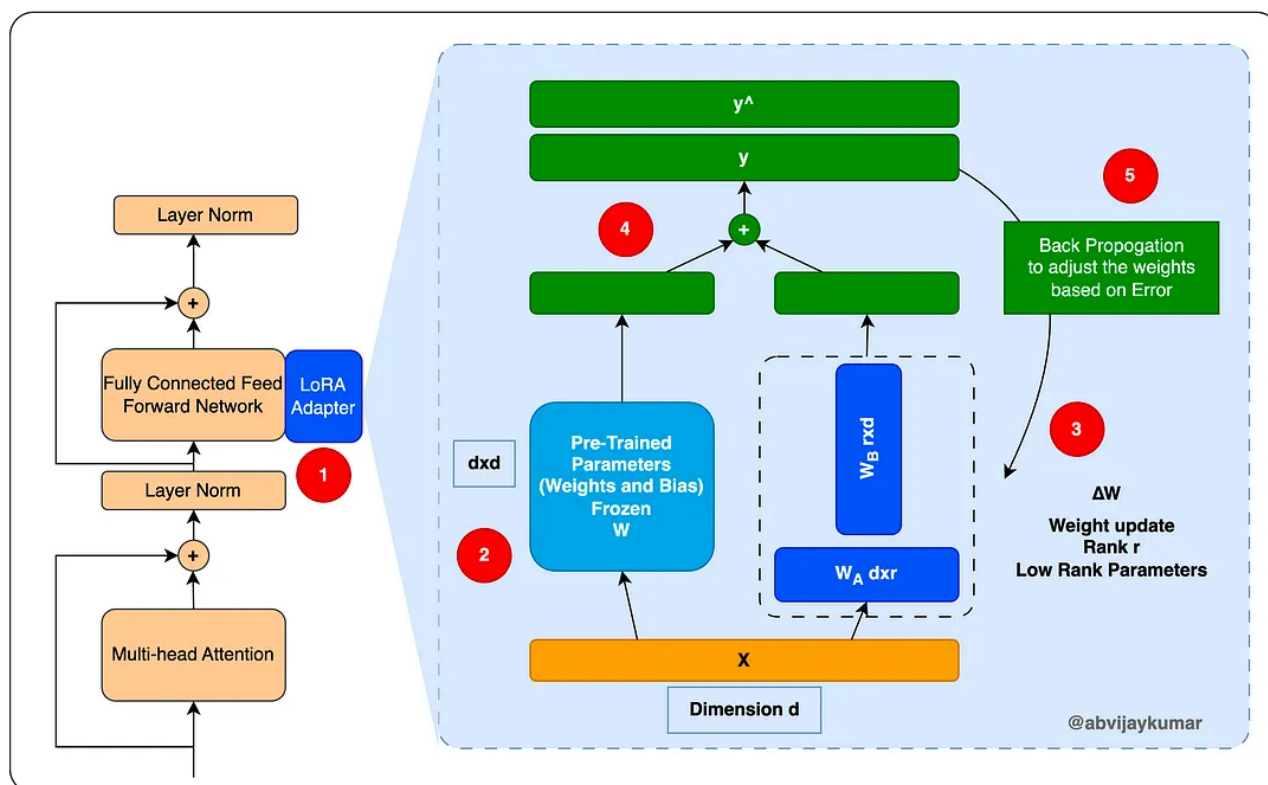 Layer Norm
+
Fully Connected Feed
Forward Network
LoRA
Adapter
1
Layer Norm
+
Multi-head Attention
y^
y
4
+
5
Back Propogation
to adjust the weights
based on Error
dxd
2
Pre-Trained
Parameters
(Weights and Bias)
Frozen
W
W_B rxd
W_A dxr
3
ΔW
Weight update
Rank r
Low Rank Parameters
X
Dimension d
@abvijaykumar